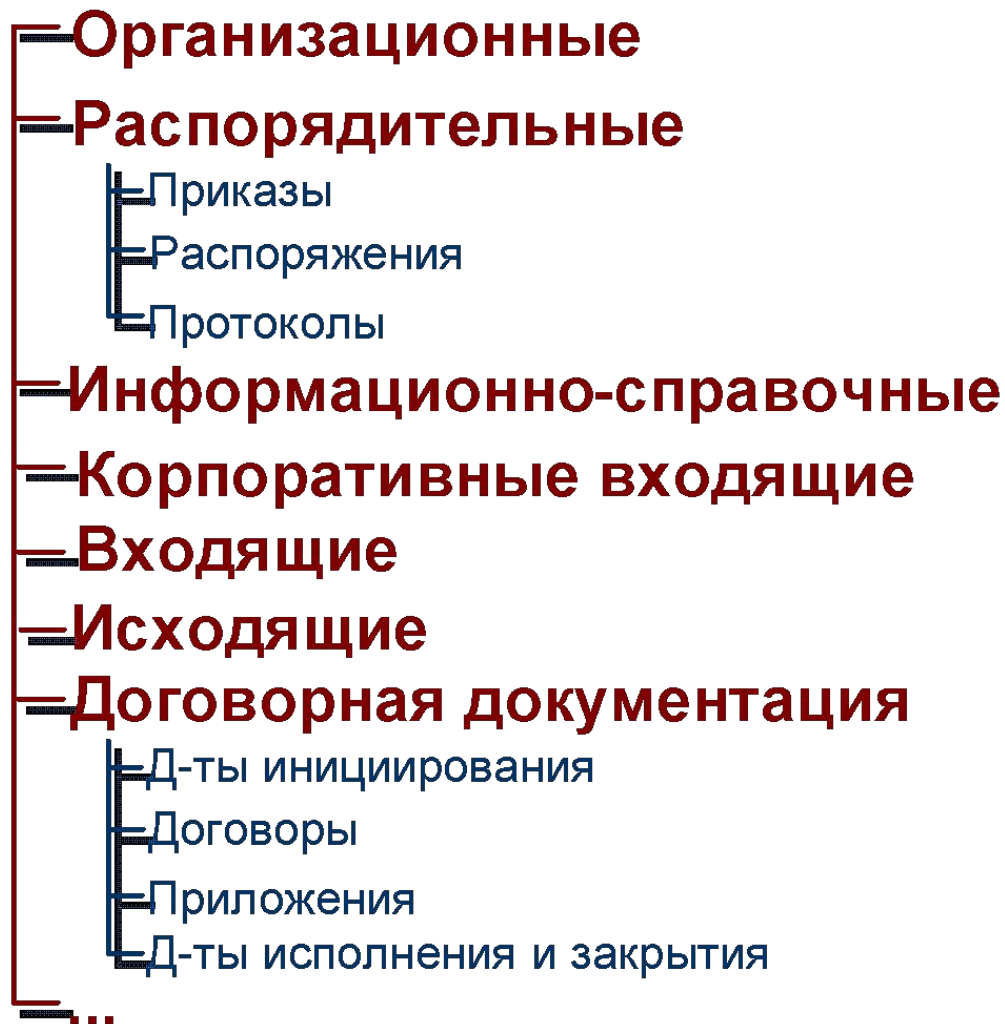 Организационные
Распорядительные
Приказы
Распоряжения
Протоколы
Информационно-справочные
Корпоративные входящие
Входящие
Исходящие
Договорная документация
Д-ты инициирования
Договоры
Приложения
Д-ты исполнения и закрытия
...